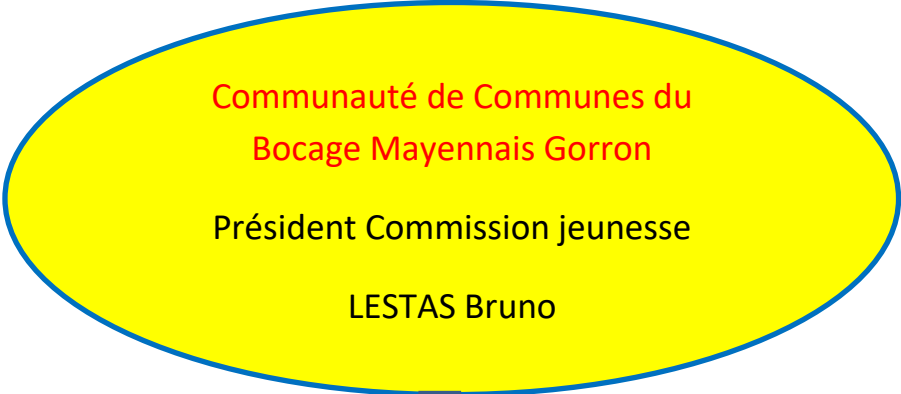 Communauté de Communes du
Bocage Mayennais Gorron
Président Commission jeunesse
LESTAS Bruno